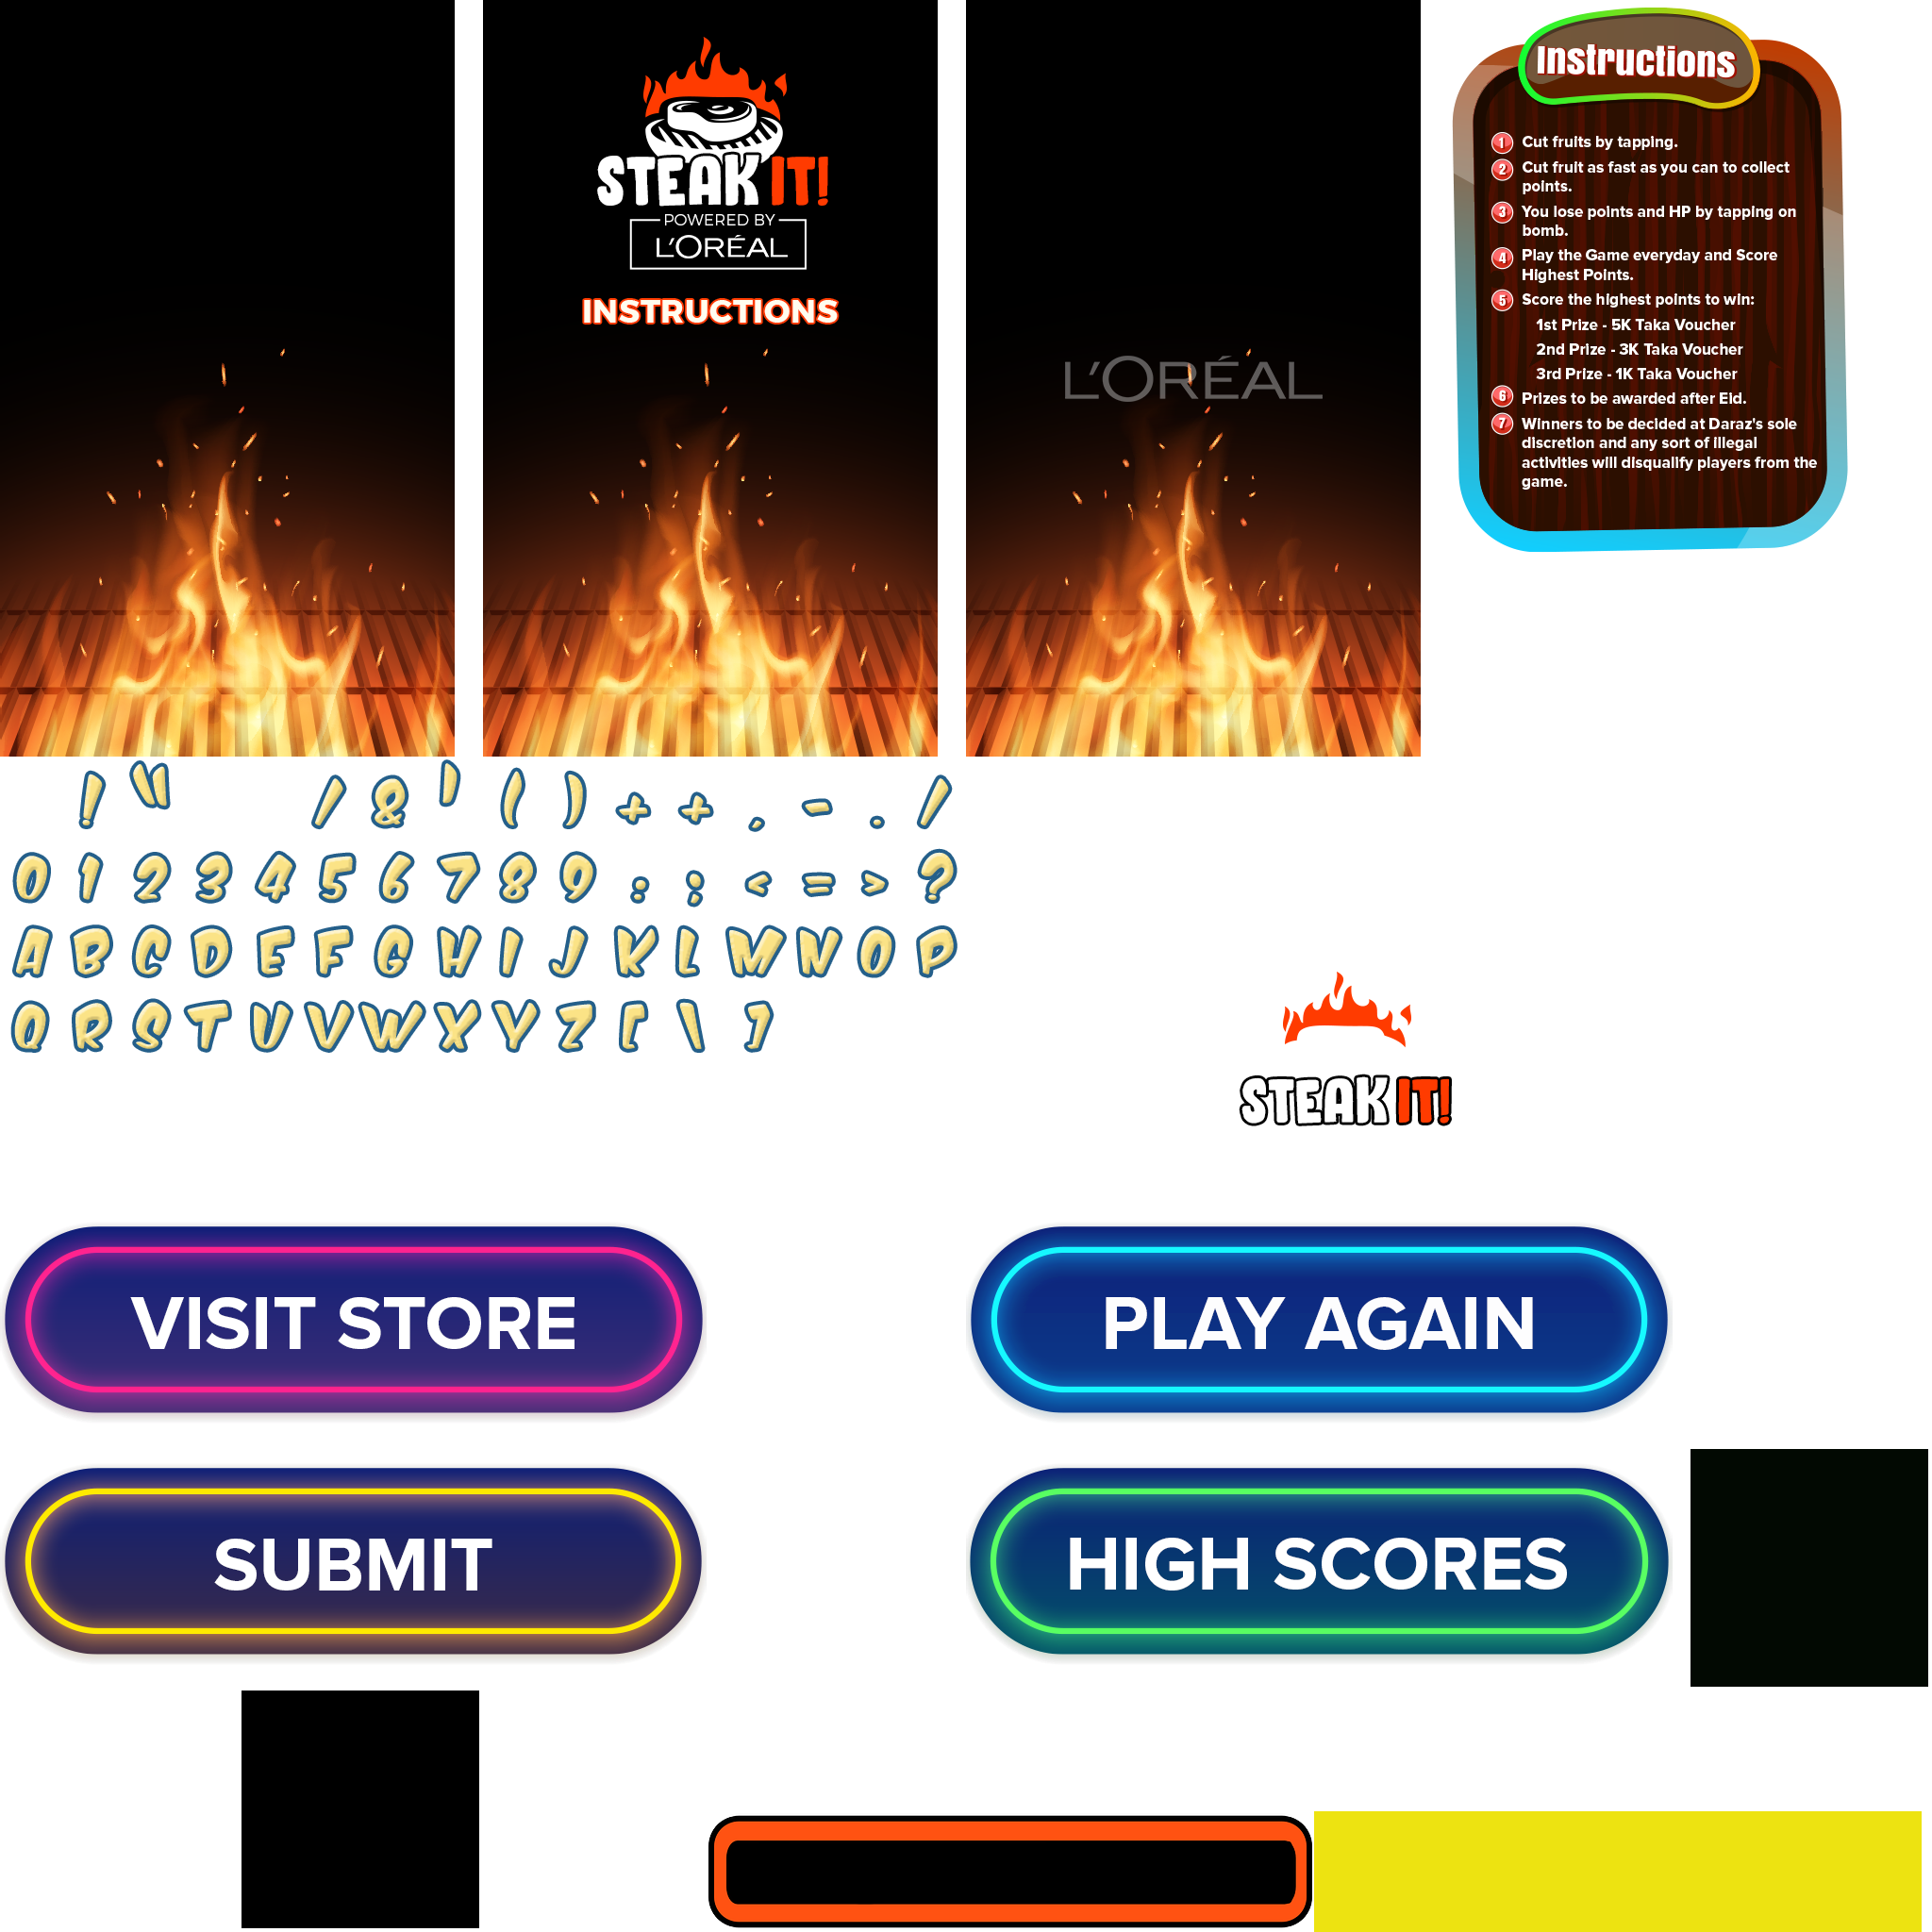 STEAK IT!
POWERED BY
L'ORÉAL
INSTRUCTIONS
L'ORÉAL
Instructions
1 Cut fruits by tapping.
2 Cut fruit as fast as you can to collect
points.
3 You lose points and HP by tapping on
bomb.
4 Play the Game everyday and Score
Highest Points.
5 Score the highest points to win:
1st Prize - 5K Taka Voucher
2nd Prize - 3K Taka Voucher
3rd Prize - 1K Taka Voucher
6 Prizes to be awarded after Eid.
7 Winners to be decided at Daraz's sole
discretion and any sort of illegal
activities will disqualify players from the
game.
! " / & ' ( ) + + , - . /
0 1 2 3 4 5 6 7 8 9 : ; < = > ?
A B C D E F G H I J K L M N O P
Q R S T U V W X Y Z [ \ ]
STEAK IT!
VISIT STORE
PLAY AGAIN
SUBMIT
HIGH SCORES